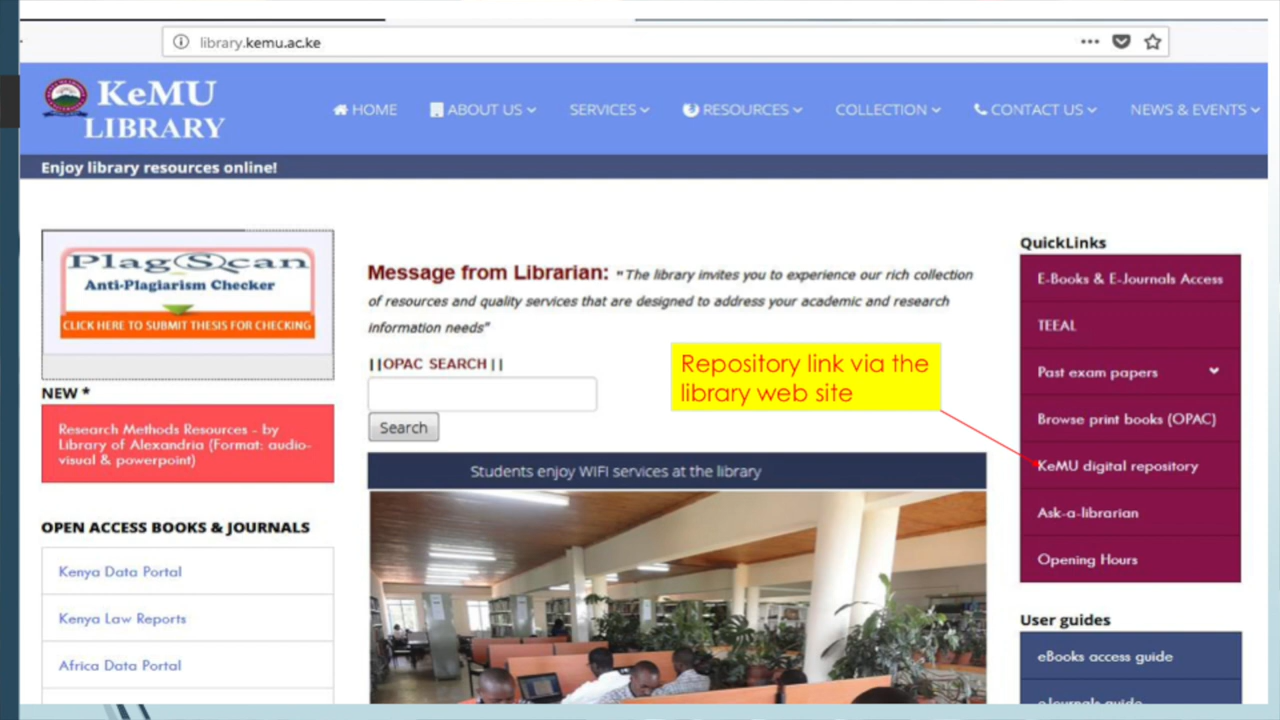 library.kemu.ac.ke
KeMU
LIBRARY
HOME
ABOUT US
SERVICES
RESOURCES
COLLECTION
CONTACT US
NEWS & EVENTS
Enjoy library resources online!
PlagScan
Anti-Plagiarism Checker
CLICK HERE TO SUBMIT THESIS FOR CHECKING
NEW *
Research Methods Resources - by
Library of Alexandria (Format: audio-
visual & powerpoint)
OPEN ACCESS BOOKS & JOURNALS
Kenya Data Portal
Kenya Law Reports
Africa Data Portal
Message from Librarian: "The library invites you to experience our rich collection
of resources and quality services that are designed to address your academic and research
information needs"
||OPAC SEARCH||
Search
Repository link via the
library web site
Students enjoy WIFI services at the library
QuickLinks
E-Books & E-Journals Access
TEEAL
Past exam papers
Browse print books (OPAC)
KeMU digital repository
Ask-a-librarian
Opening Hours
User guides
eBooks access guide
eJournals guide